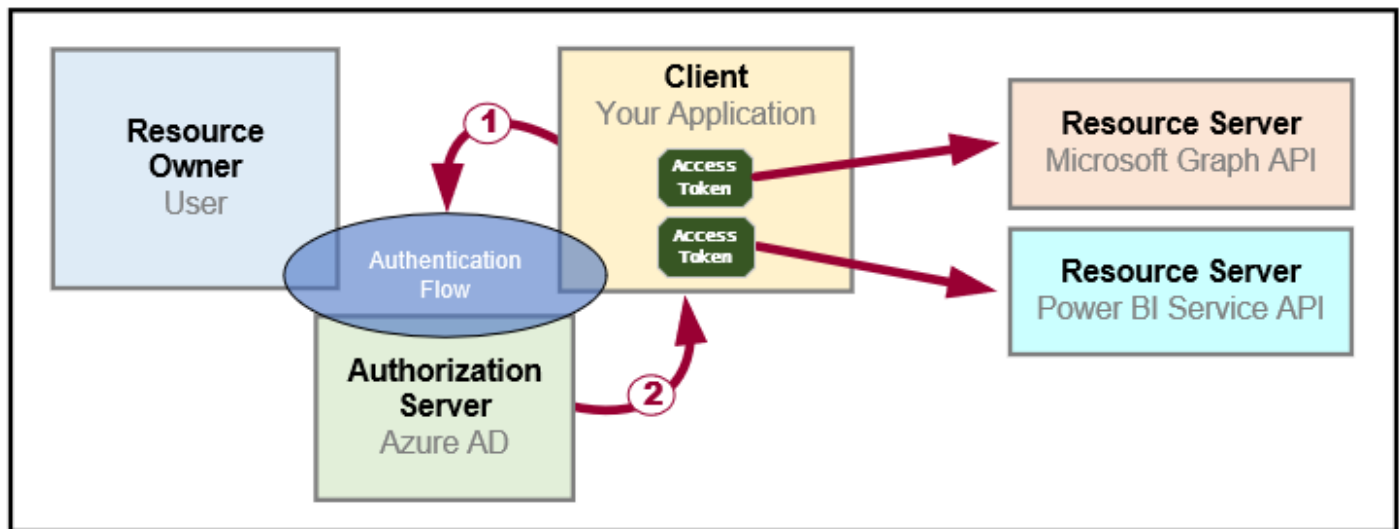 Resource
Owner
User
1
Client
Your Application
Access
Token
Access
Token
Authentication
Flow
Authorization
Server
Azure AD
2
Resource Server
Microsoft Graph API
Resource Server
Power BI Service API